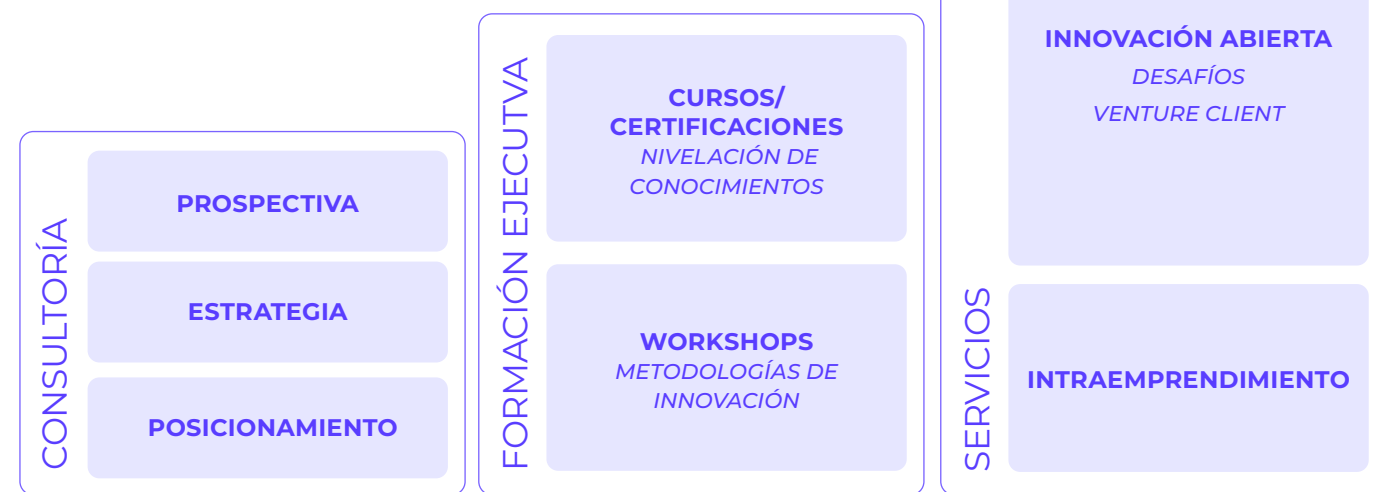 CONSULTORÍA
PROSPECTIVA
ESTRATEGIA
POSICIONAMIENTO
FORMACIÓN EJECUTVA
CURSOS/
CERTIFICACIONES
NIVELACIÓN DE
CONOCIMIENTOS
WORKSHOPS
METODOLOGÍAS DE
INNOVACIÓN
SERVICIOS
INNOVACIÓN ABIERTA
DESAFÍOS
VENTURE CLIENT
INTRAEMPRENDIMIENTO